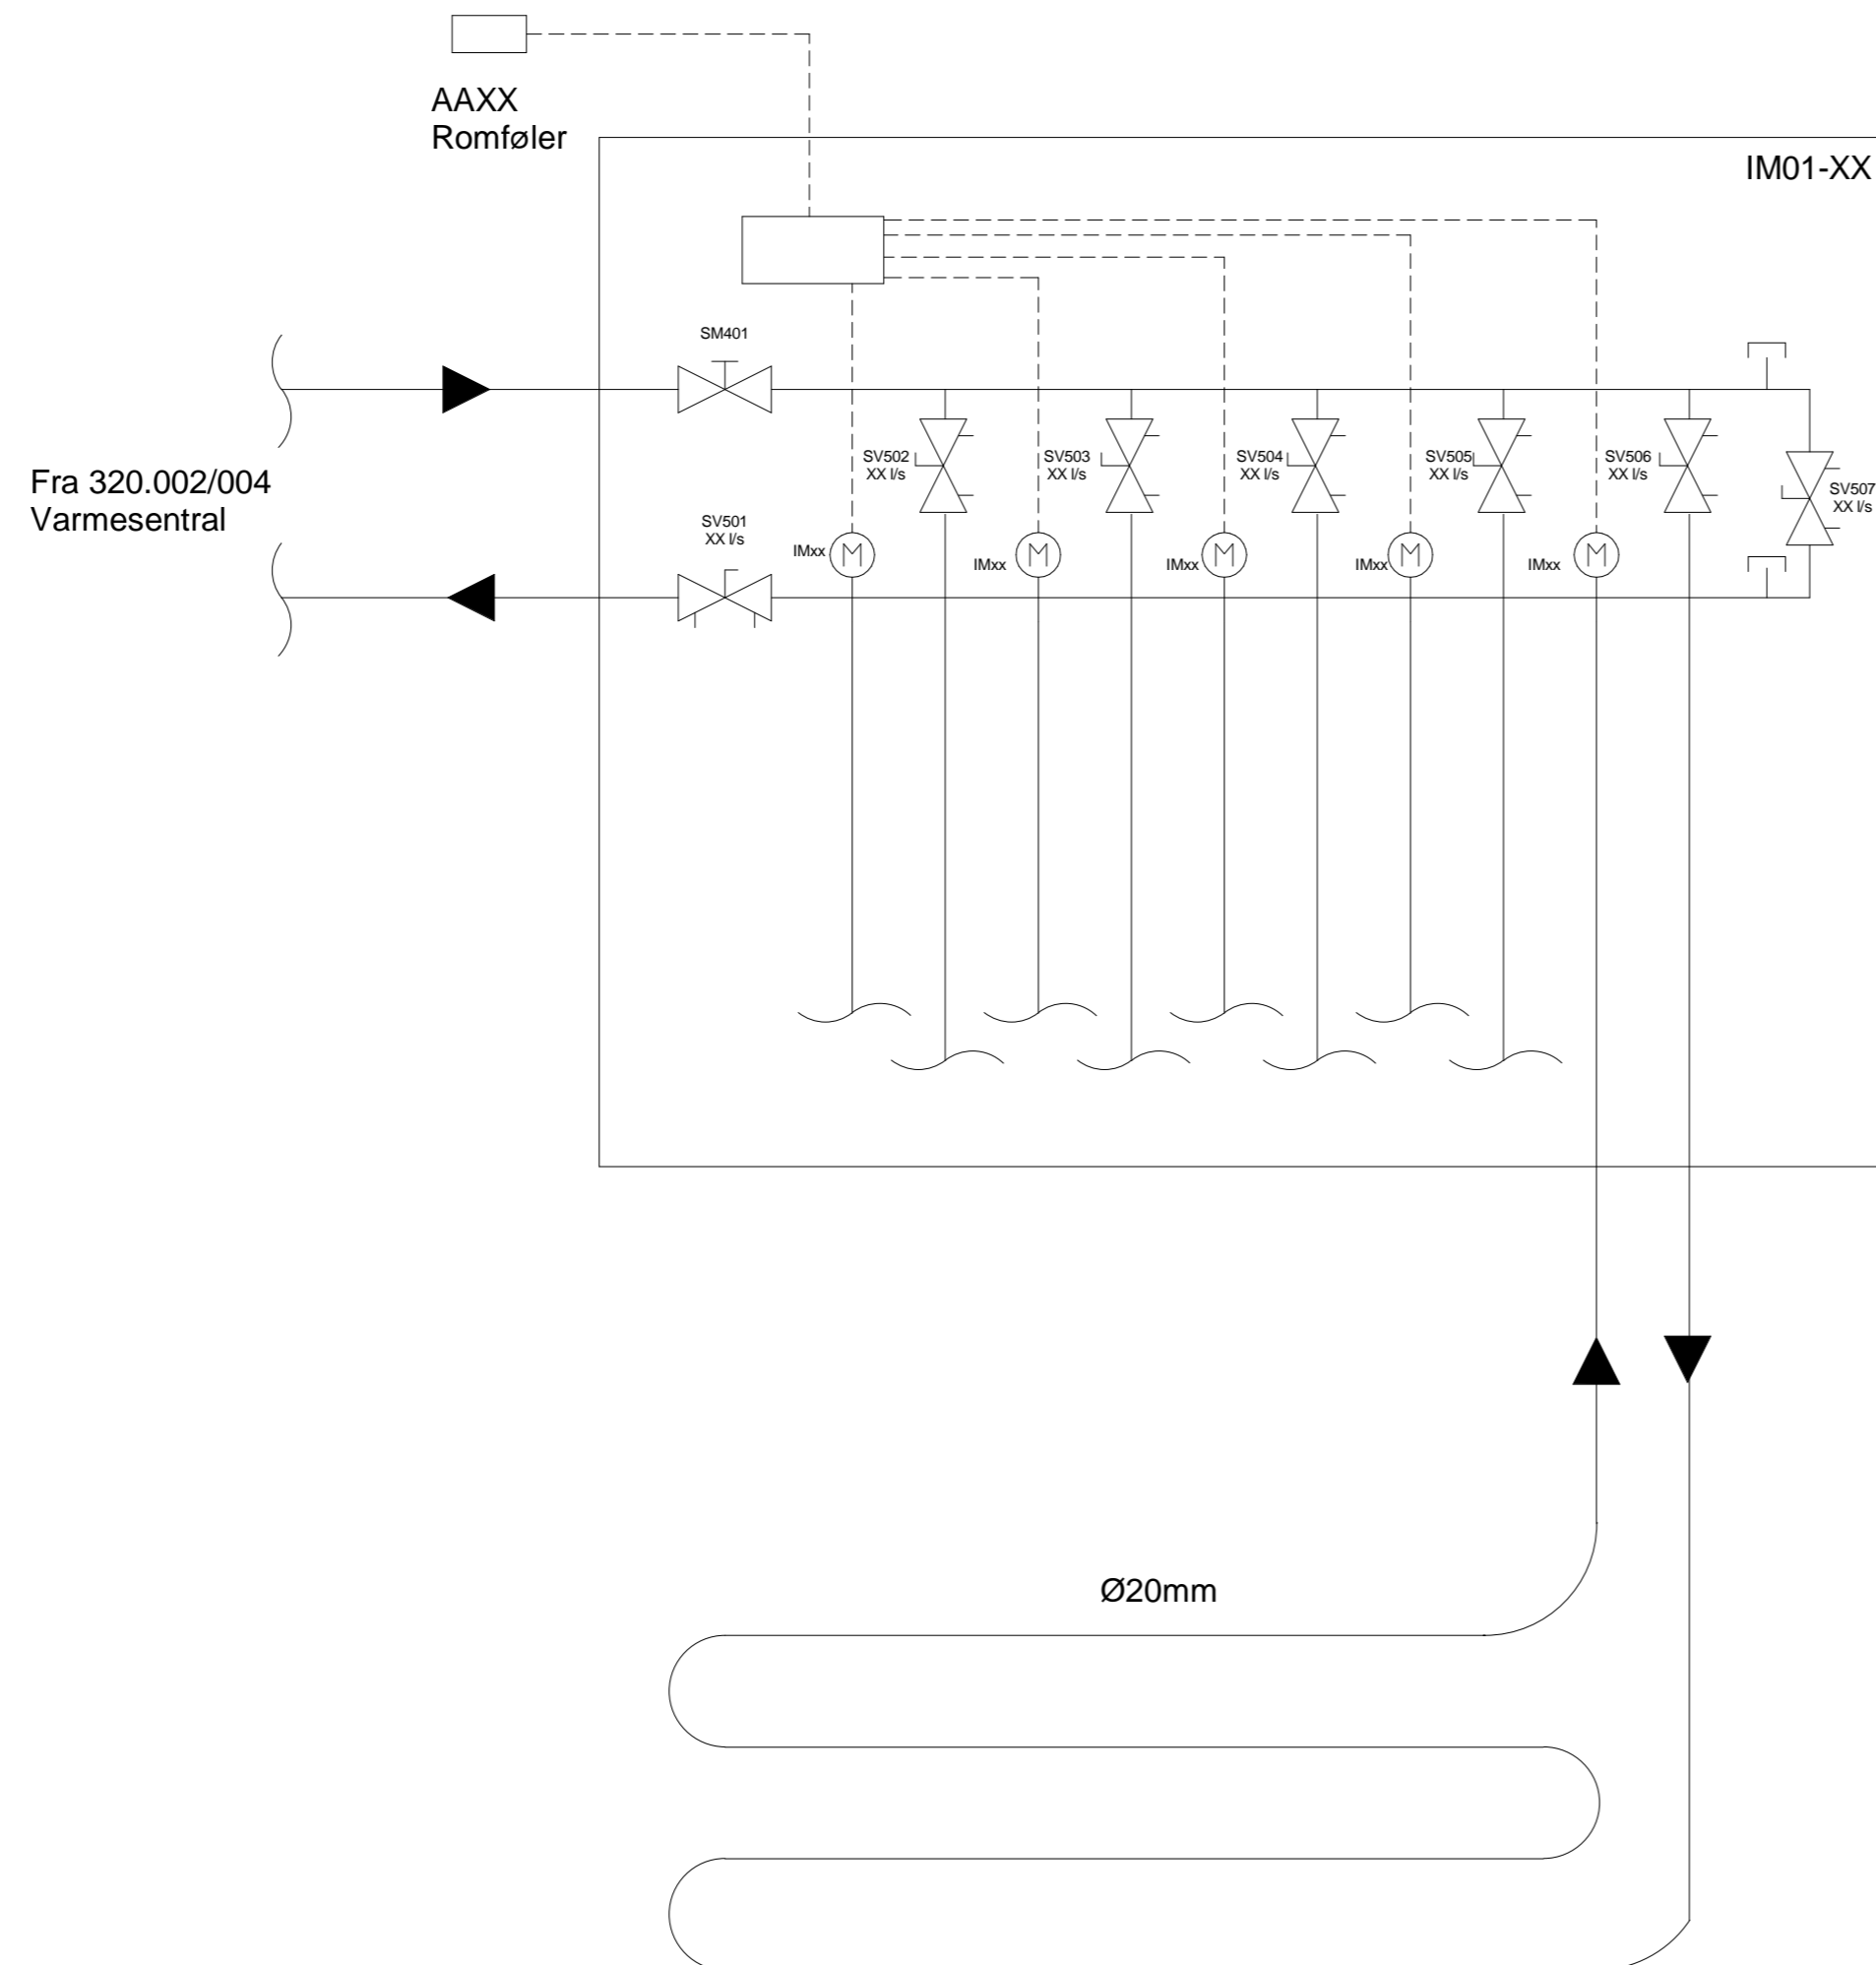 AAXX
Romføler
IM01-XX
SM401
Fra 320.002/004
Varmesentral
SV502
XX l/s
SV503
XX l/s
SV504
XX l/s
SV505
XX l/s
SV506
XX l/s
SV507
XX l/s
SV501
XX l/s
IMxx
M
IMxx
M
IMxx
M
IMxx
M
IMxx
M
Ø20mm